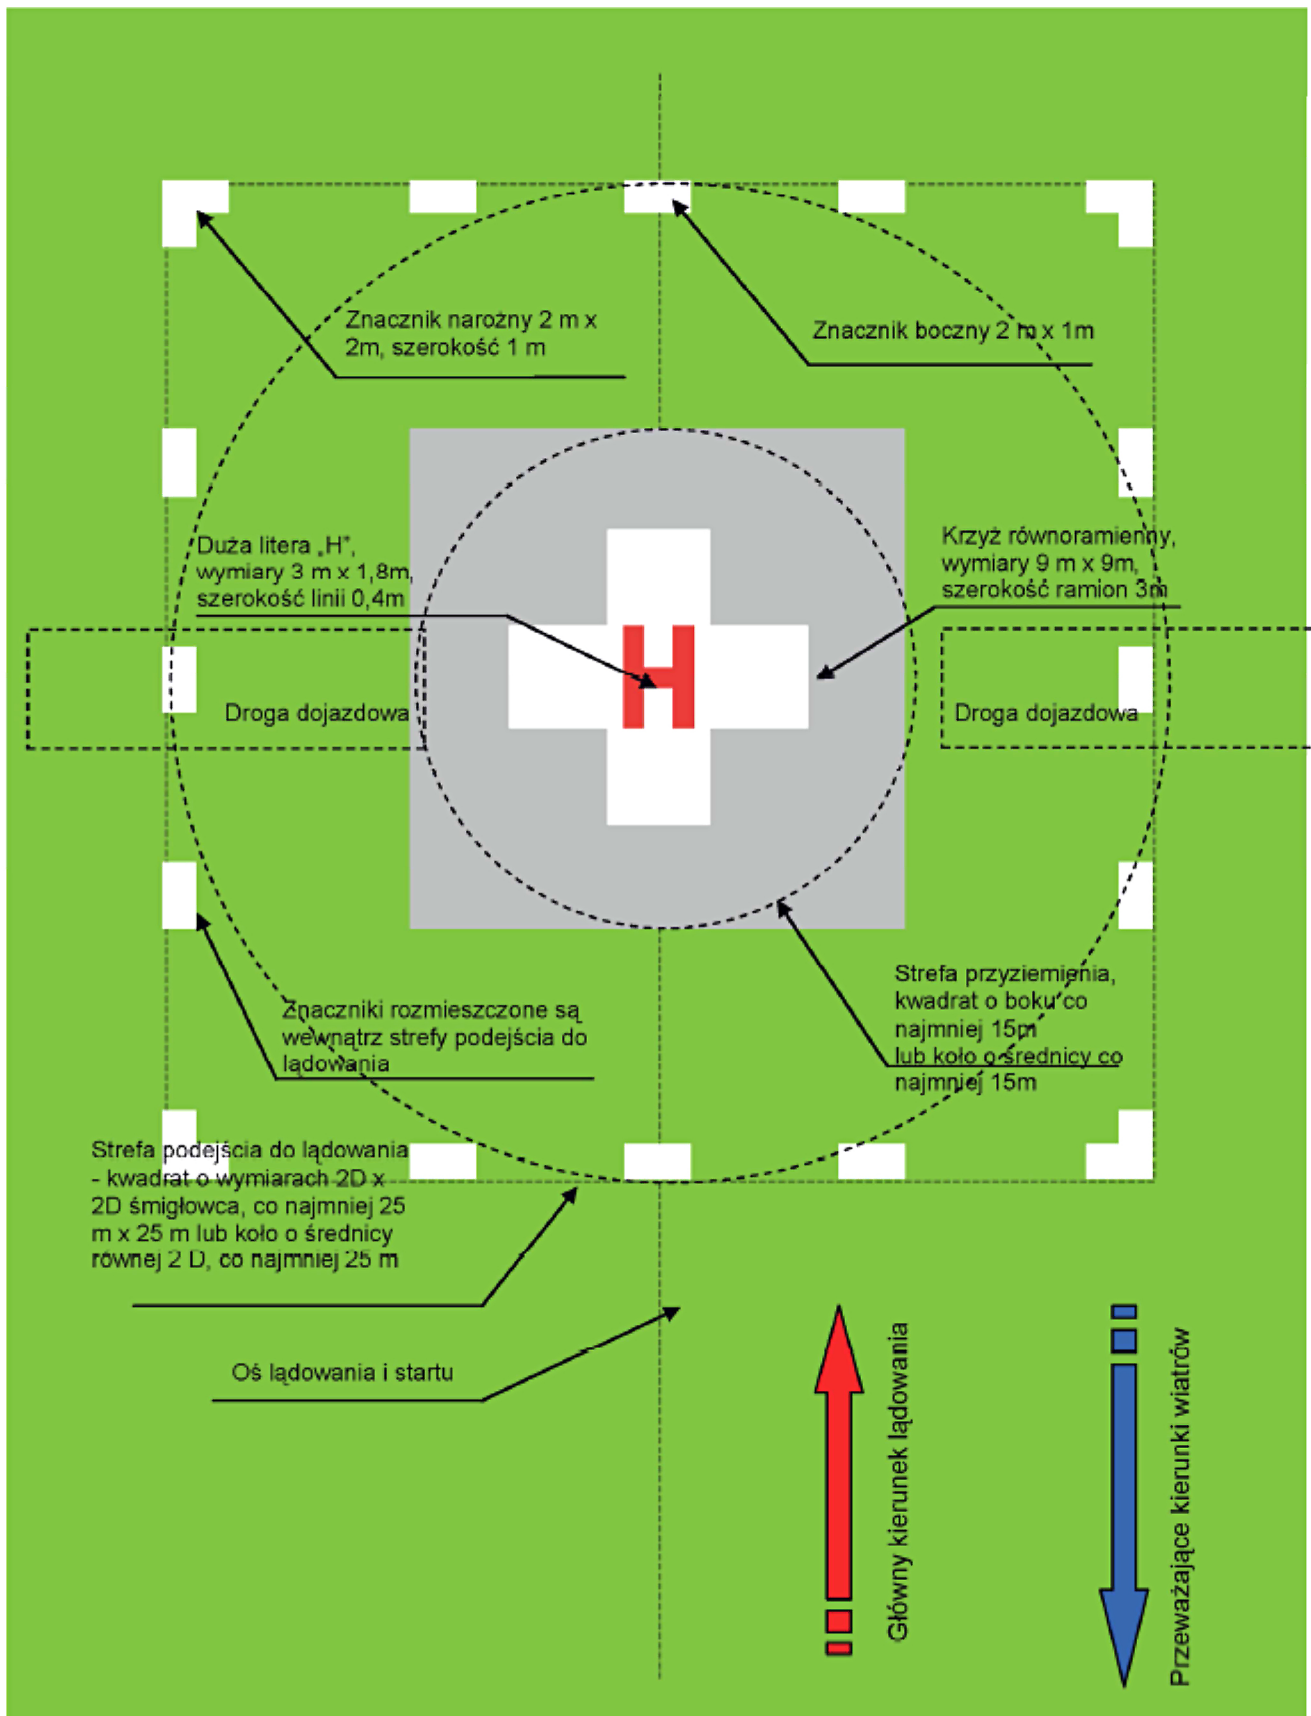 Znacznik narożny 2 m x
2m, szerokość 1 m
Znacznik boczny 2 m x 1m
Duża litera „H”,
wymiary 3 m x 1,8m,
szerokość linii 0,4m
Krzyż równoramienny,
wymiary 9 m x 9m,
szerokość ramion 3m
H
Droga dojazdowa
Droga dojazdowa
Strefa przyziemienia,
kwadrat o boku co
najmniej 15m
lub koło o średnicy co
najmniej 15m
Znaczniki rozmieszczone są
wewnątrz strefy podejścia do
lądowania
Strefa podejścia do lądowania
- kwadrat o wymiarach 2D x
2D śmigłowca, co najmniej 25
m x 25 m lub koło o średnicy
równej 2 D, co najmniej 25 m
Oś lądowania i startu
Główny kierunek lądowania
Przeważające kierunki wiatrów